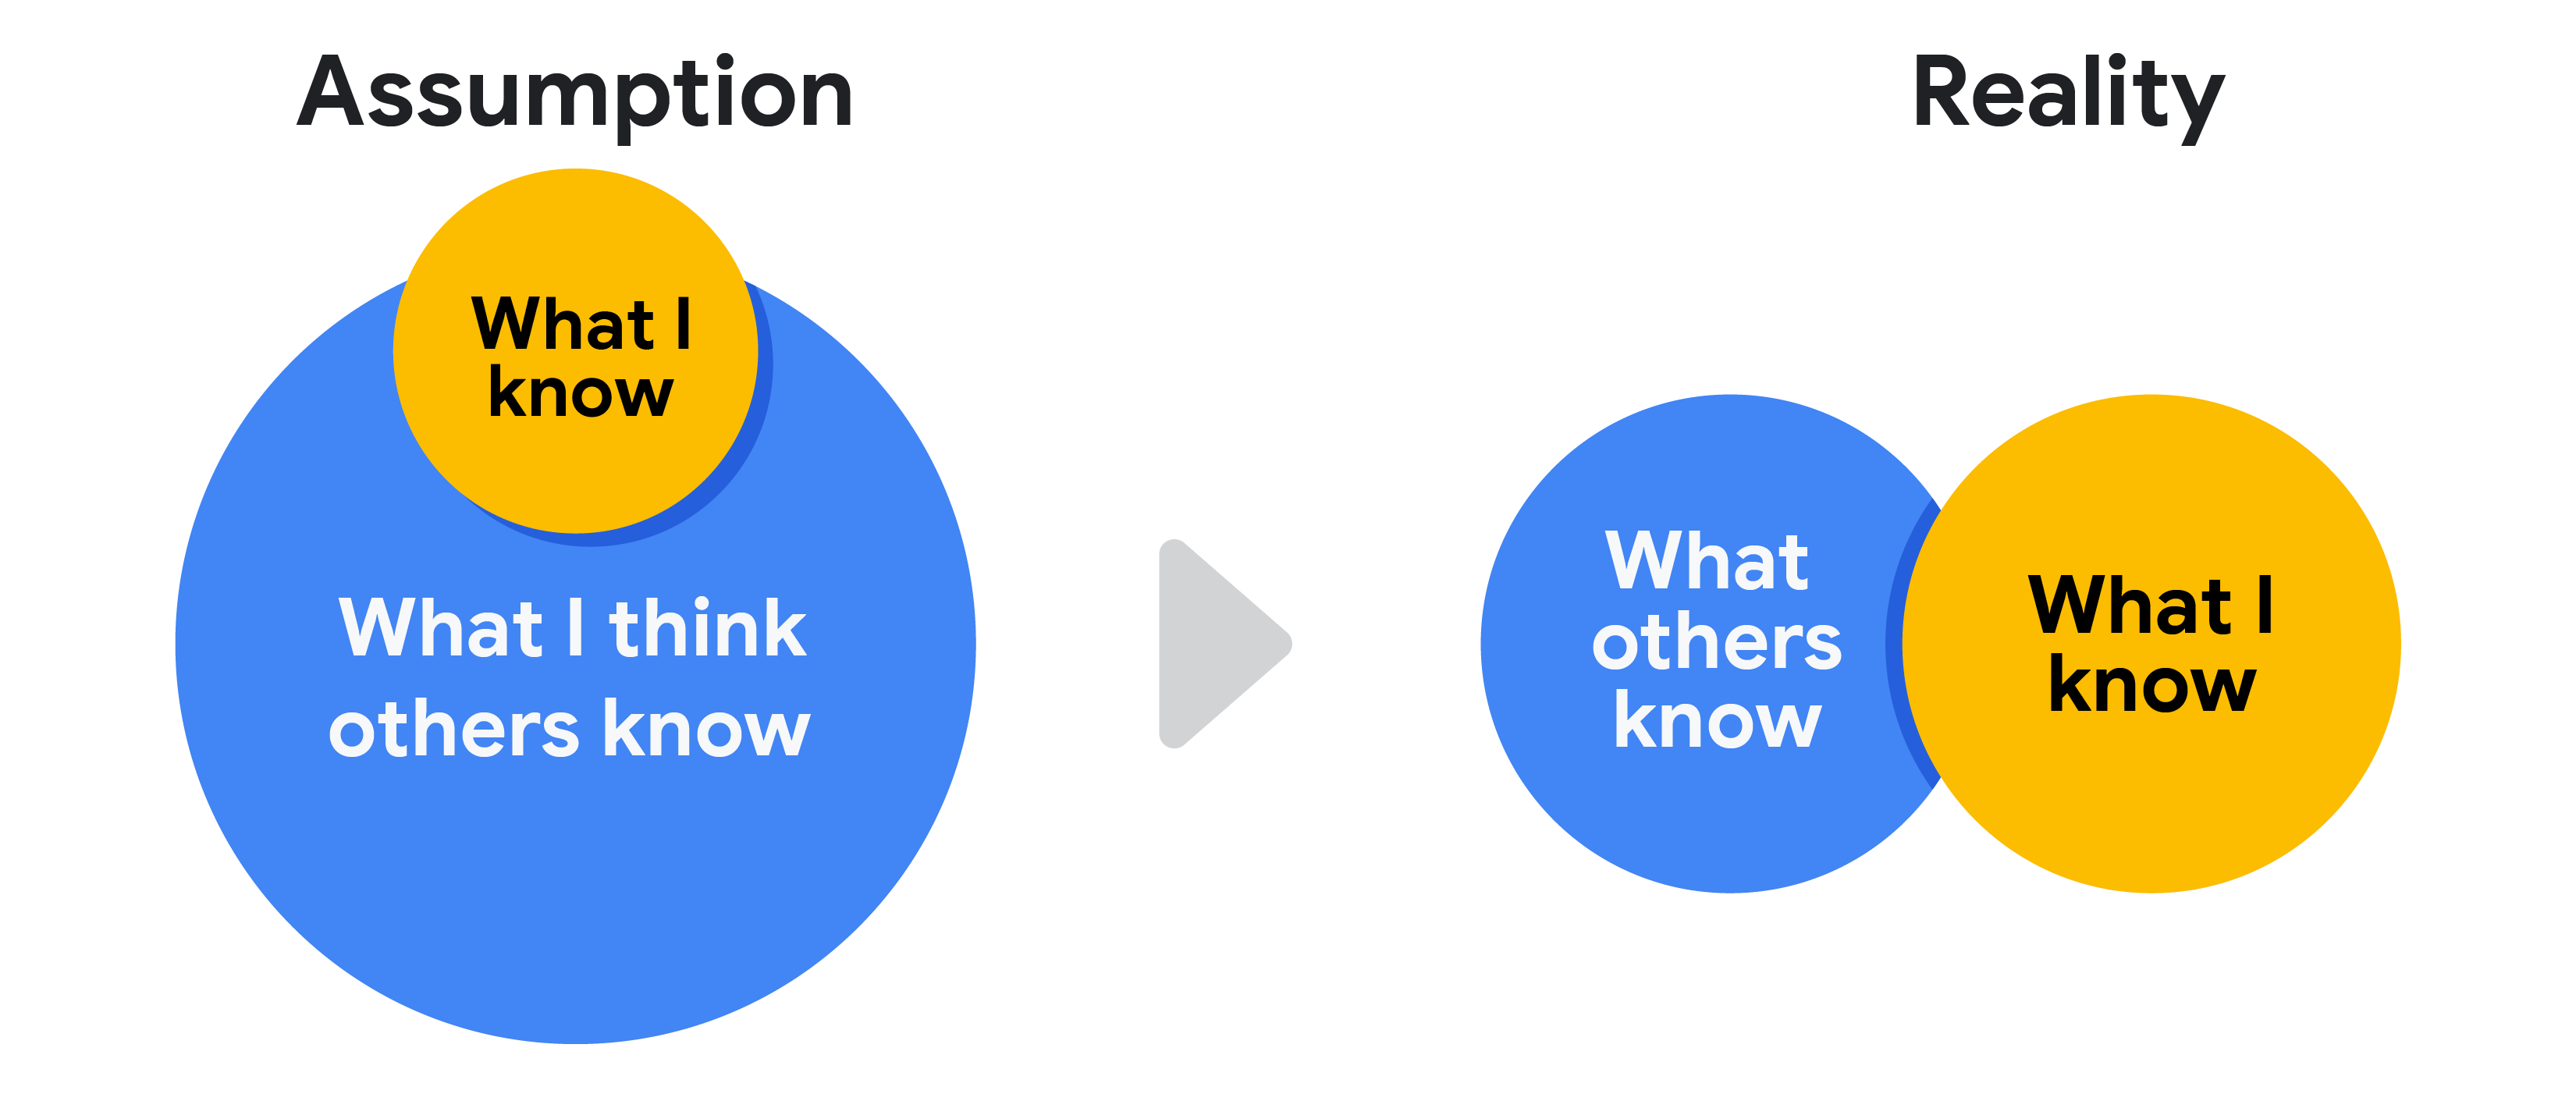 Assumption
What I
know
What I think
others know
Reality
What
others
know
What I
know